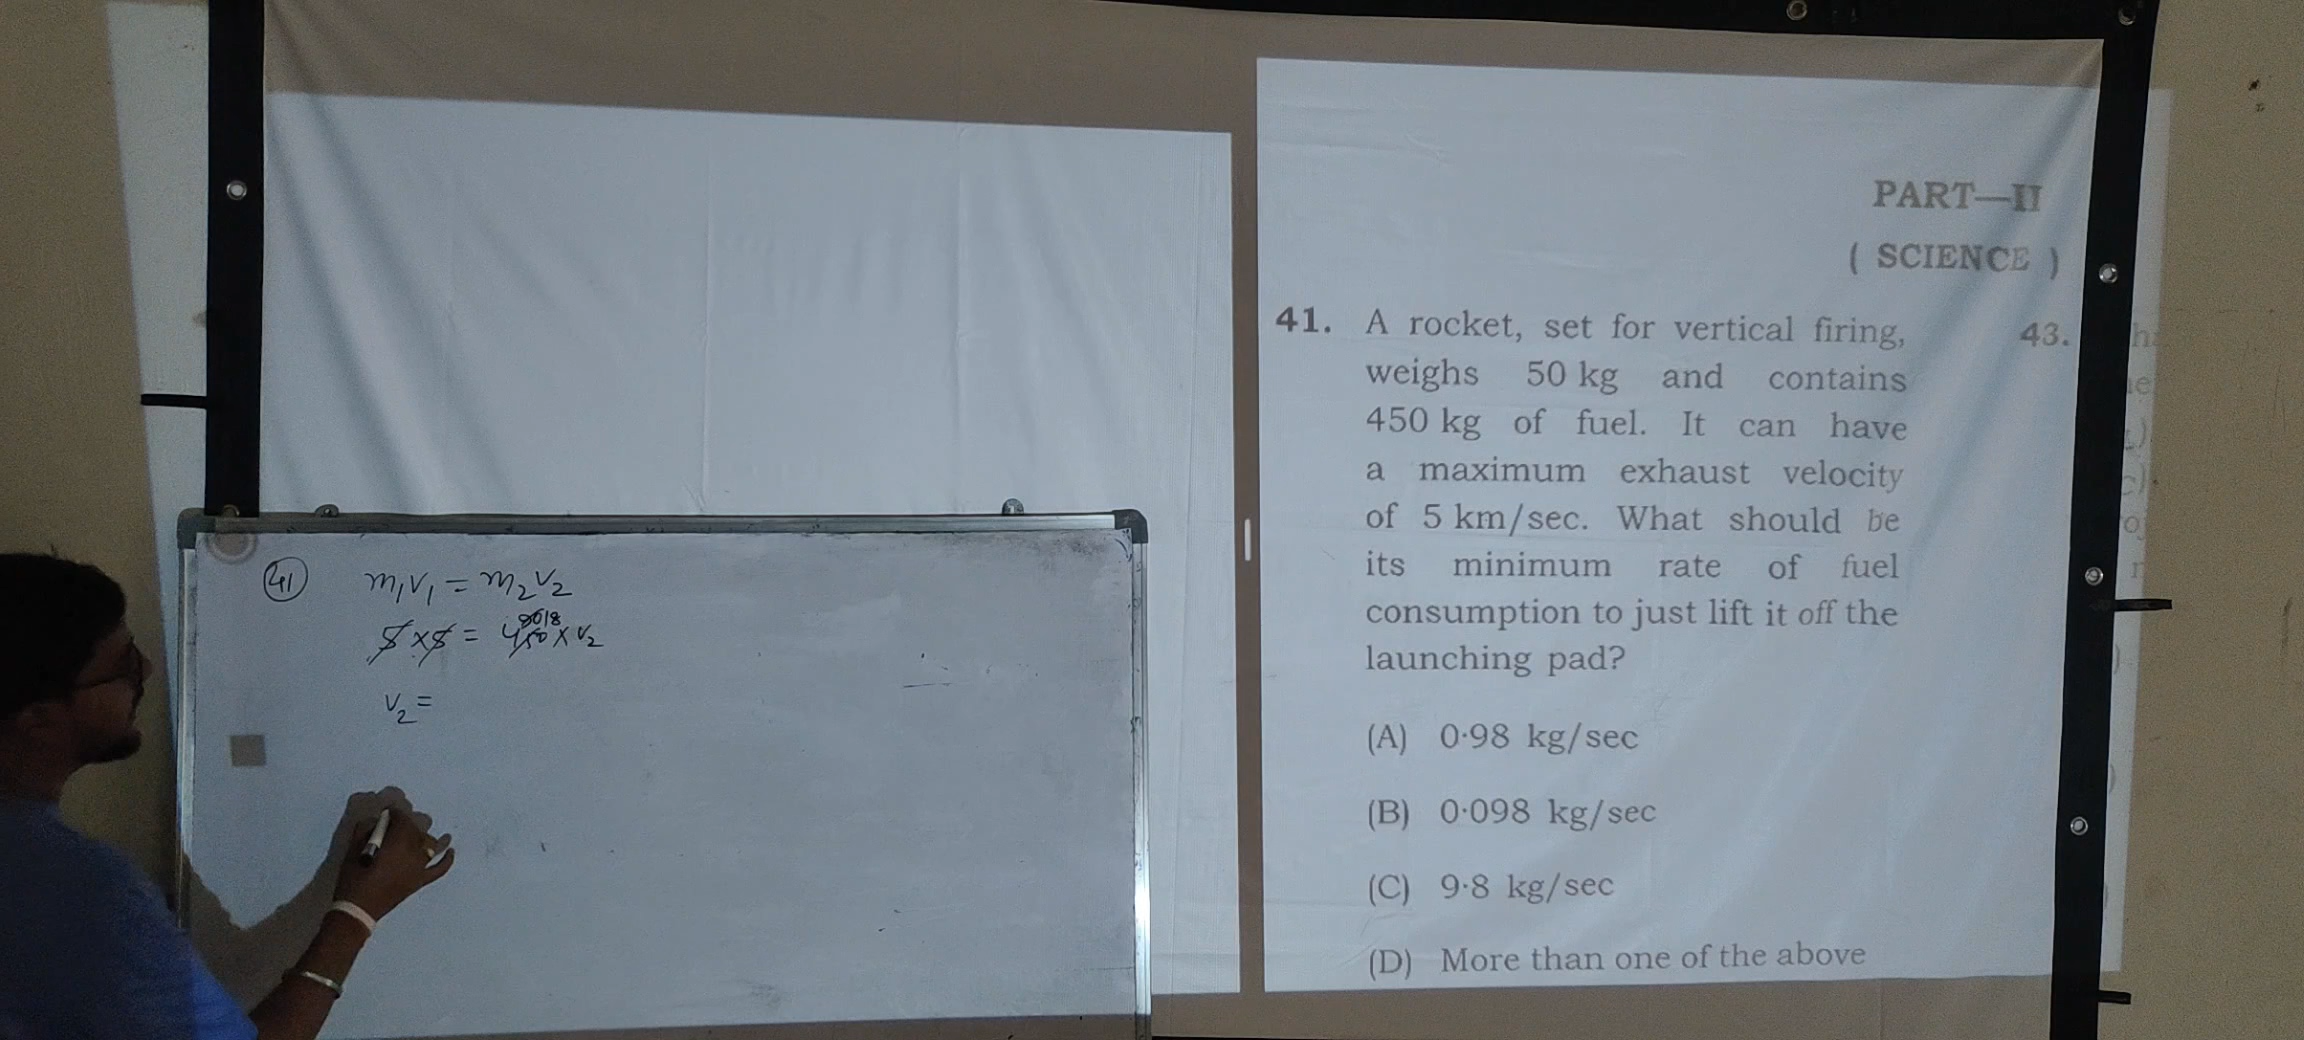 41
m₁v₁ = m₂v₂
5 × 5 = 450 × v₂
v₂ =
PART—II
( SCIENCE )
41. A rocket, set for vertical firing,
weighs 50 kg and contains
450 kg of fuel. It can have
a maximum exhaust velocity
of 5 km/sec. What should be
its minimum rate of fuel
consumption to just lift it off the
launching pad?
(A) 0·98 kg/sec
(B) 0·098 kg/sec
(C) 9·8 kg/sec
(D) More than one of the above
43.